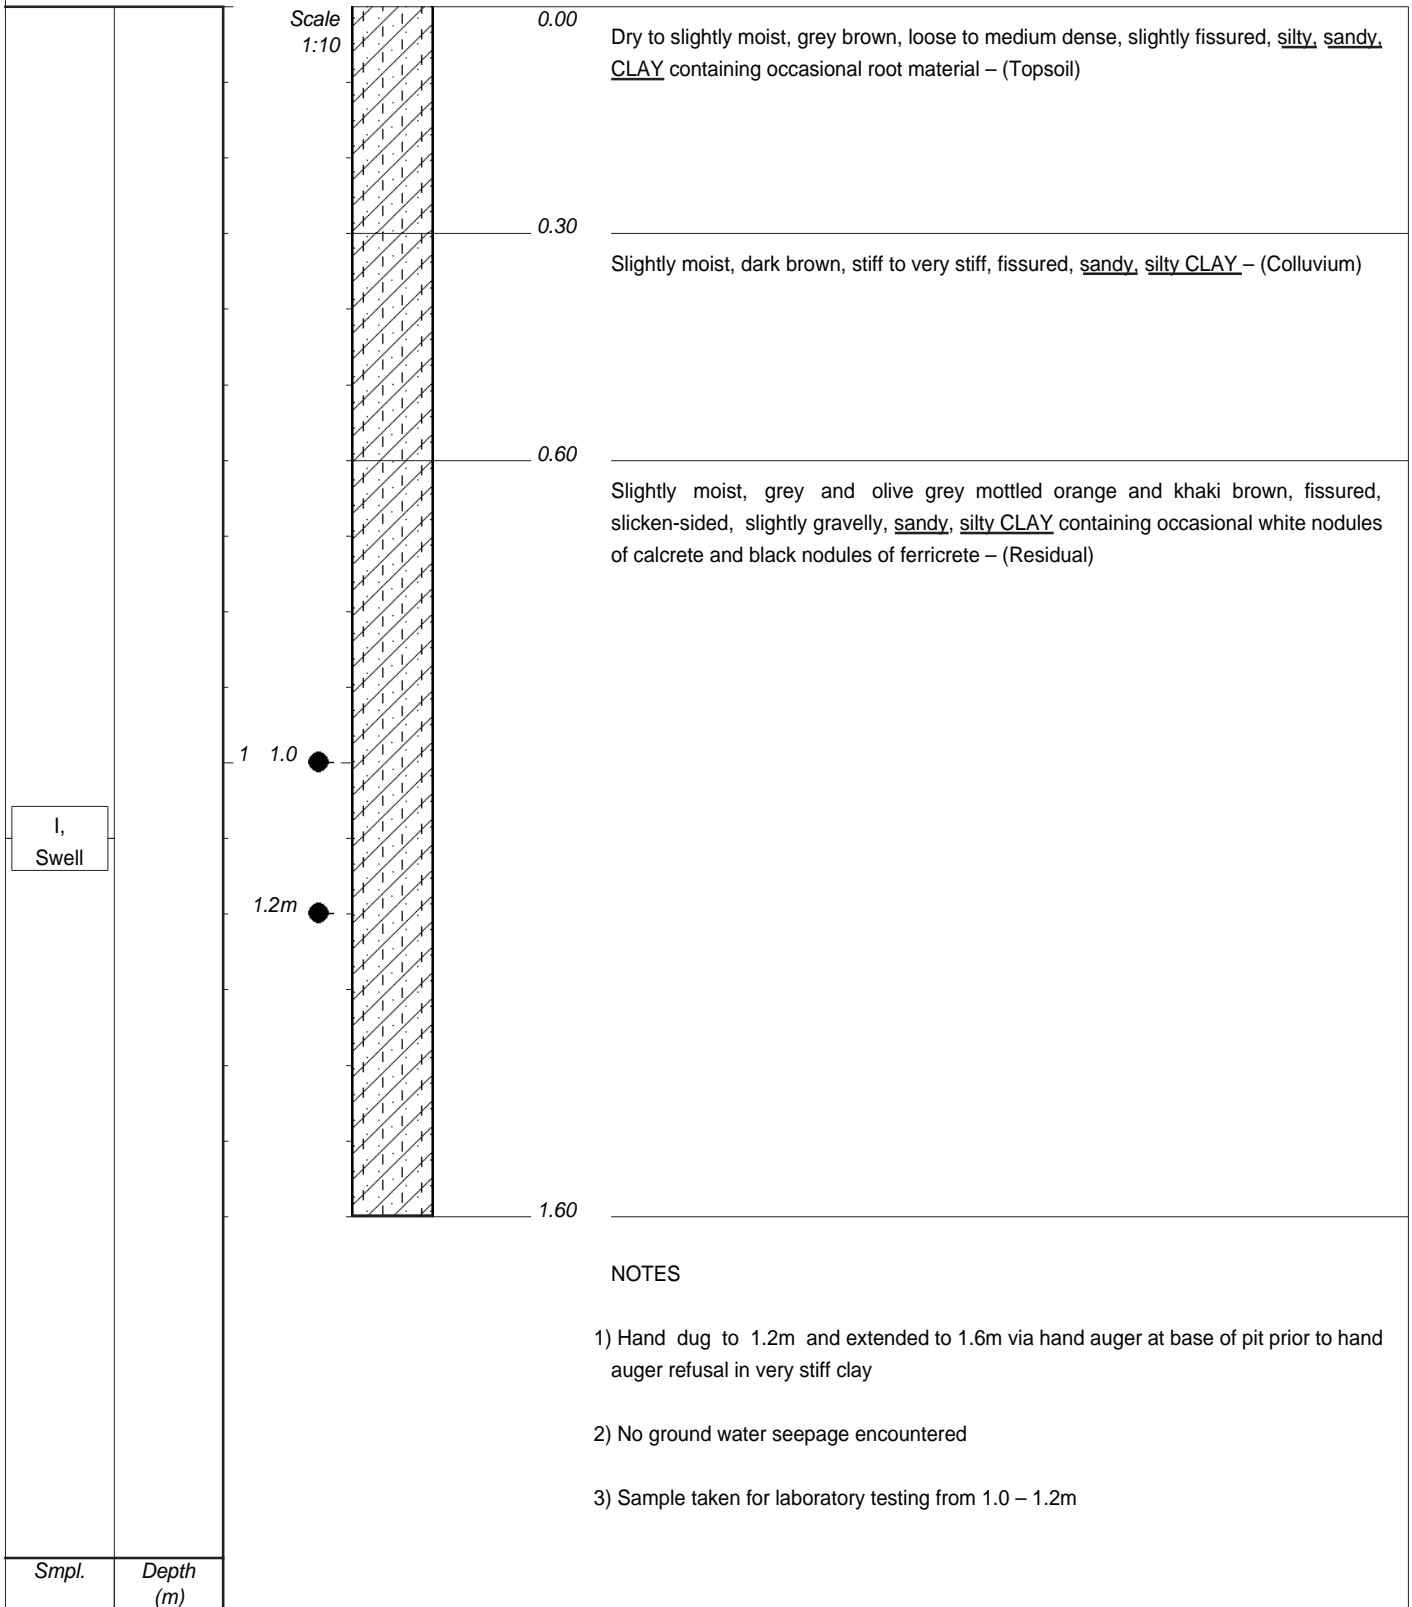 Scale
1:10
0.00
Dry to slightly moist, grey brown, loose to medium dense, slightly fissured, silty, sandy,
CLAY containing occasional root material – (Topsoil)
0.30
Slightly moist, dark brown, stiff to very stiff, fissured, sandy, silty CLAY – (Colluvium)
0.60
Slightly moist, grey and olive grey mottled orange and khaki brown, fissured,
slicken-sided, slightly gravelly, sandy, silty CLAY containing occasional white nodules
of calcrete and black nodules of ferricrete – (Residual)
1 1.0
I,
Swell
1.2m
1.60
NOTES
1) Hand dug to 1.2m and extended to 1.6m via hand auger at base of pit prior to hand
auger refusal in very stiff clay
2) No ground water seepage encountered
3) Sample taken for laboratory testing from 1.0 – 1.2m
Smpl.
Depth
(m)